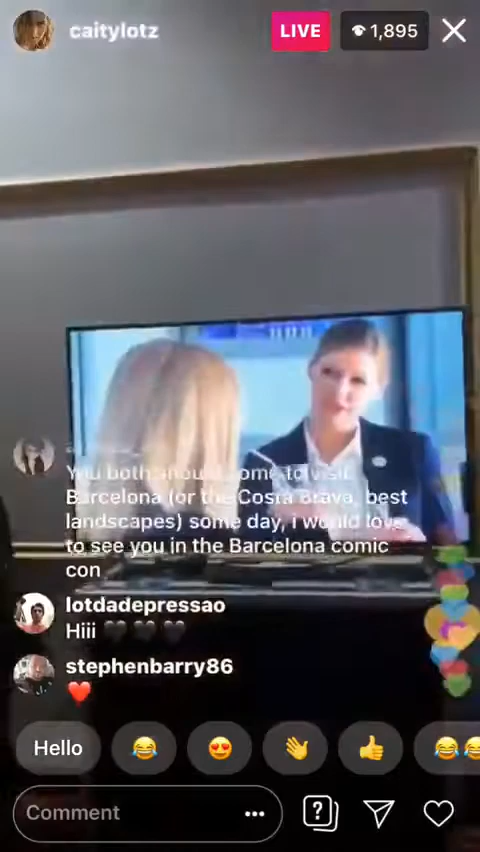 caitylotz
LIVE
1,895
You both should come to visit
Barcelona (or the Costa Brava, best
landscapes) some day, i would love
to see you in the Barcelona comic
con
lotdadepressao
Hiii
stephenbarry86
Hello
Comment